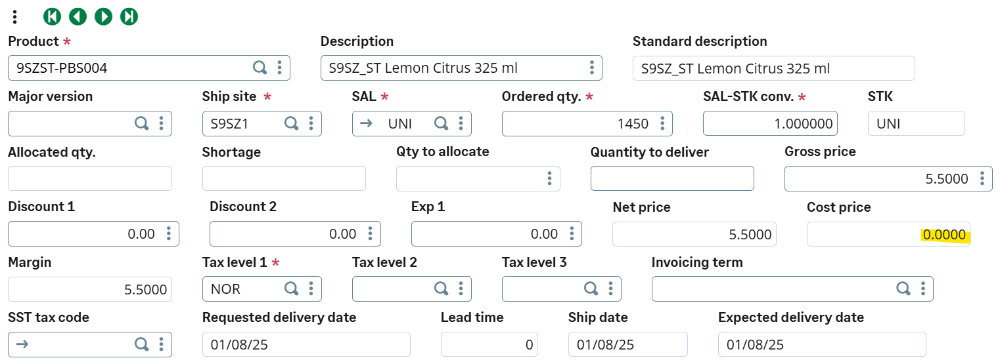 Product *
Description
Standard description
9SZST-PBS004
S9SZ_ST Lemon Citrus 325 ml
S9SZ_ST Lemon Citrus 325 ml
Major version
Ship site *
SAL *
Ordered qty. *
SAL-STK conv. *
STK
S9SZ1
UNI
1450
1.000000
UNI
Allocated qty.
Shortage
Qty to allocate
Quantity to deliver
Gross price
5.5000
Discount 1
Discount 2
Exp 1
Net price
Cost price
0.00
0.00
0.00
5.5000
0.0000
Margin
Tax level 1 *
Tax level 2
Tax level 3
Invoicing term
5.5000
NOR
SST tax code
Requested delivery date
Lead time
Ship date
Expected delivery date
01/08/25
0
01/08/25
01/08/25